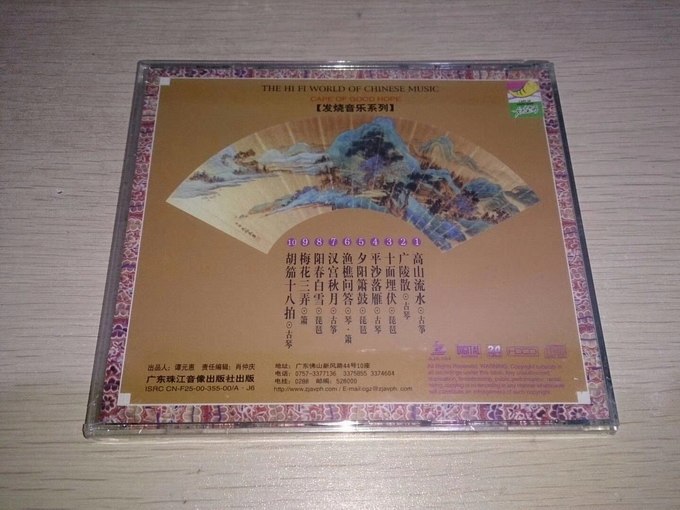 THE HI FI WORLD OF CHINESE MUSIC
CAPE OF GOOD HOPE
【发烧音乐系列】
1 高山流水⊙古筝
2 广陵散⊙古琴
3 十面埋伏⊙琵琶
4 平沙落雁⊙古琴
5 夕阳箫鼓⊙琵琶
6 渔樵问答⊙琴·箫
7 汉宫秋月⊙古筝
8 阳春白雪⊙琵琶
9 梅花三弄⊙箫
10 胡笳十八拍⊙古琴
出品人：谭元惠 责任编辑：肖仲庆
广东珠江音像出版社出版
ISRC CN-F25-00-355-00/A·J6
地址：广东佛山新风路44号10座
电话：0757-3377136 3375855 3374604
电挂：0288 邮编：528000
http://www.zjavph.com / E-mail:ogz@zjavph.com
DIGITAL